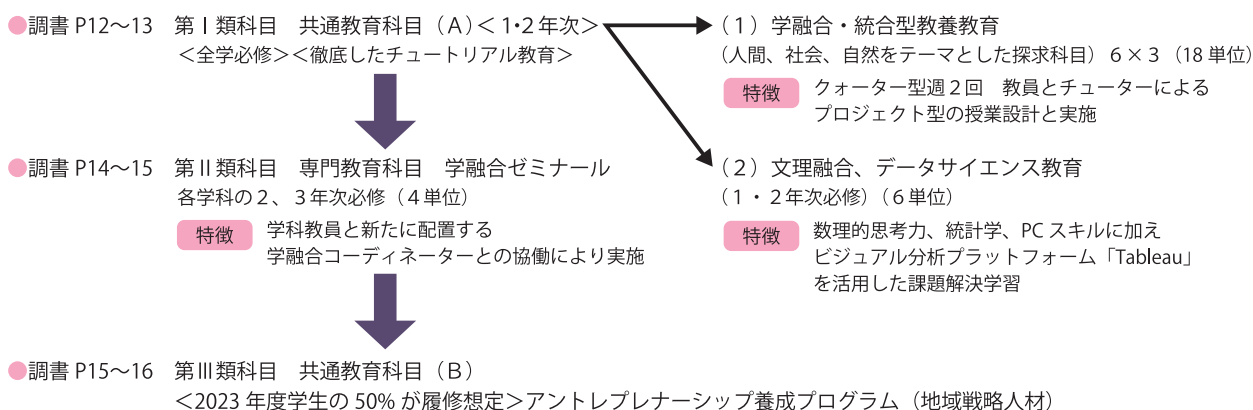 ●調書 P12〜13　第Ⅰ類科目　共通教育科目（A）＜ 1・2 年次＞
＜全学必修＞＜徹底したチュートリアル教育＞
（1）学融合・統合型教養教育
（人間、社会、自然をテーマとした探求科目）６×３（18 単位）
特徴　クォーター型週２回　教員とチューターによる
プロジェクト型の授業設計と実施
●調書 P14〜15　第Ⅱ類科目　専門教育科目　学融合ゼミナール
各学科の２、３年次必修（４単位）
特徴　学科教員と新たに配置する
学融合コーディネーターとの協働により実施
（2）文理融合、データサイエンス教育
（１・２年次必修）（６単位）
特徴　数理的思考力、統計学、PC スキルに加え
ビジュアル分析プラットフォーム「Tableau」
を活用した課題解決学習
●調書 P15〜16　第Ⅲ類科目　共通教育科目（B）
＜2023 年度学生の 50% が履修想定＞アントレプレナーシップ養成プログラム（地域戦略人材）